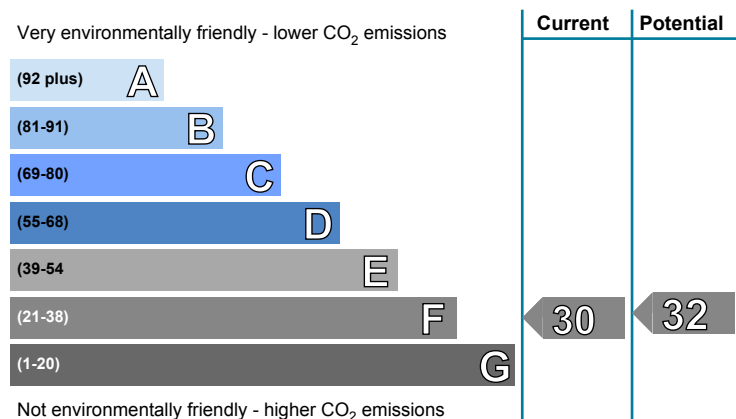 Very environmentally friendly - lower CO₂ emissions
Current Potential
(92 plus) A
(81-91) B
(69-80) C
(55-68) D
(39-54 E
(21-38) F 30 32
(1-20) G
Not environmentally friendly - higher CO₂ emissions